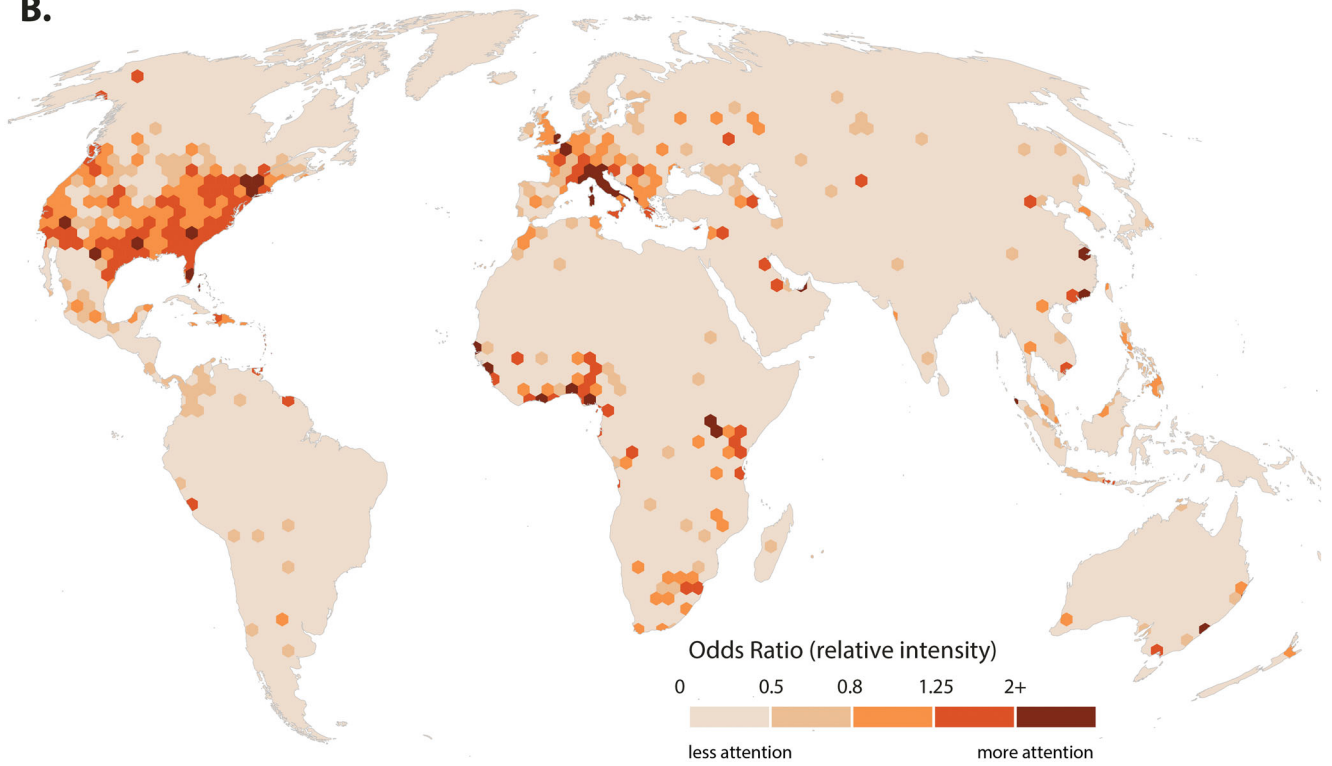 B.
Odds Ratio (relative intensity)
0 0.5 0.8 1.25 2+
less attention more attention